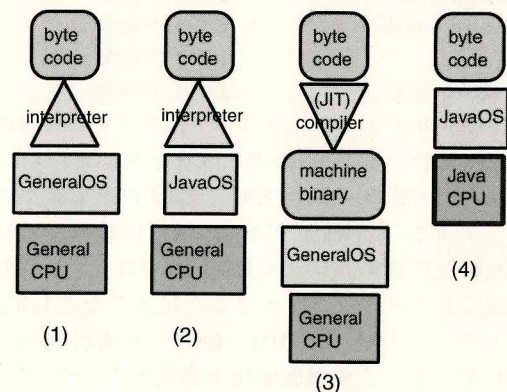 byte
code
interpreter
GeneralOS
General
CPU
(1)
byte
code
interpreter
JavaOS
General
CPU
(2)
byte
code
(JIT)
compiler
machine
binary
GeneralOS
General
CPU
(3)
byte
code
JavaOS
Java
CPU
(4)